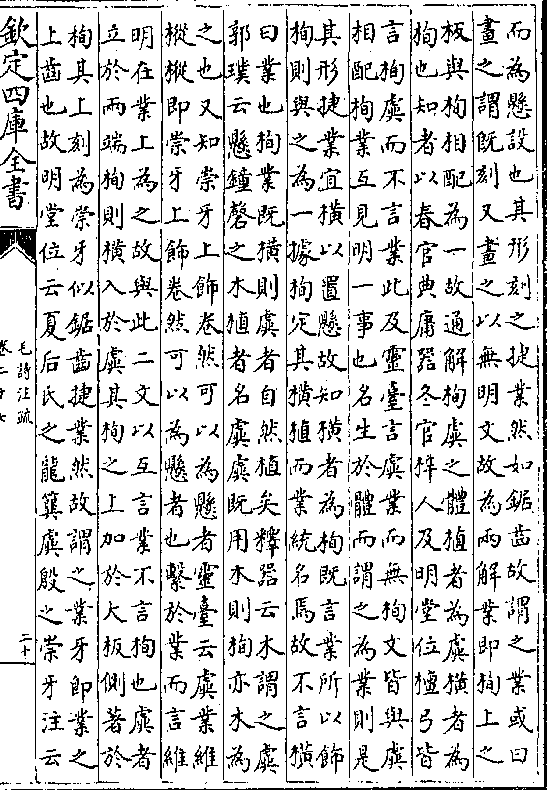 而為懸設也其形刻之捷業然如鋸齒故謂之業或曰
畫之謂既刻又畫之以無明文故為兩解業即栒上之
板與栒相配為一故通解栒虡之體植者為虡橫者為
栒也知者以春官典庸器冬官梓人及明堂位檀弓皆
言栒虡而不言業此及靈臺言虡業而無栒文皆與虡
相配栒業互見明一事也名生於體而謂之為業則是
其形捷業宜橫以置懸故知橫者為栒既言業所以飾
栒則與之為一據栒定其橫植而業統名焉故不言橫
曰業也栒業既橫則虡者自然植矣釋器云木謂之虡
郭璞云懸鐘磬之木植者名虡虡既用木則栒亦木為
之也又知崇牙上飾卷然可以為懸者靈臺云虡業維
樅樅即崇牙上飾卷然可以為懸者也繫於業而言維
明在業上為之故與此二文以互言業不言栒也虡者
立於兩端栒則橫入於虡其栒之上加於大板側著於
栒其上刻為崇牙似鋸齒捷業然故謂之業牙即業之
上齒也故明堂位云夏后氏之龍簨虡殷之崇牙注云
欽定四庫全書
毛詩注疏
二十